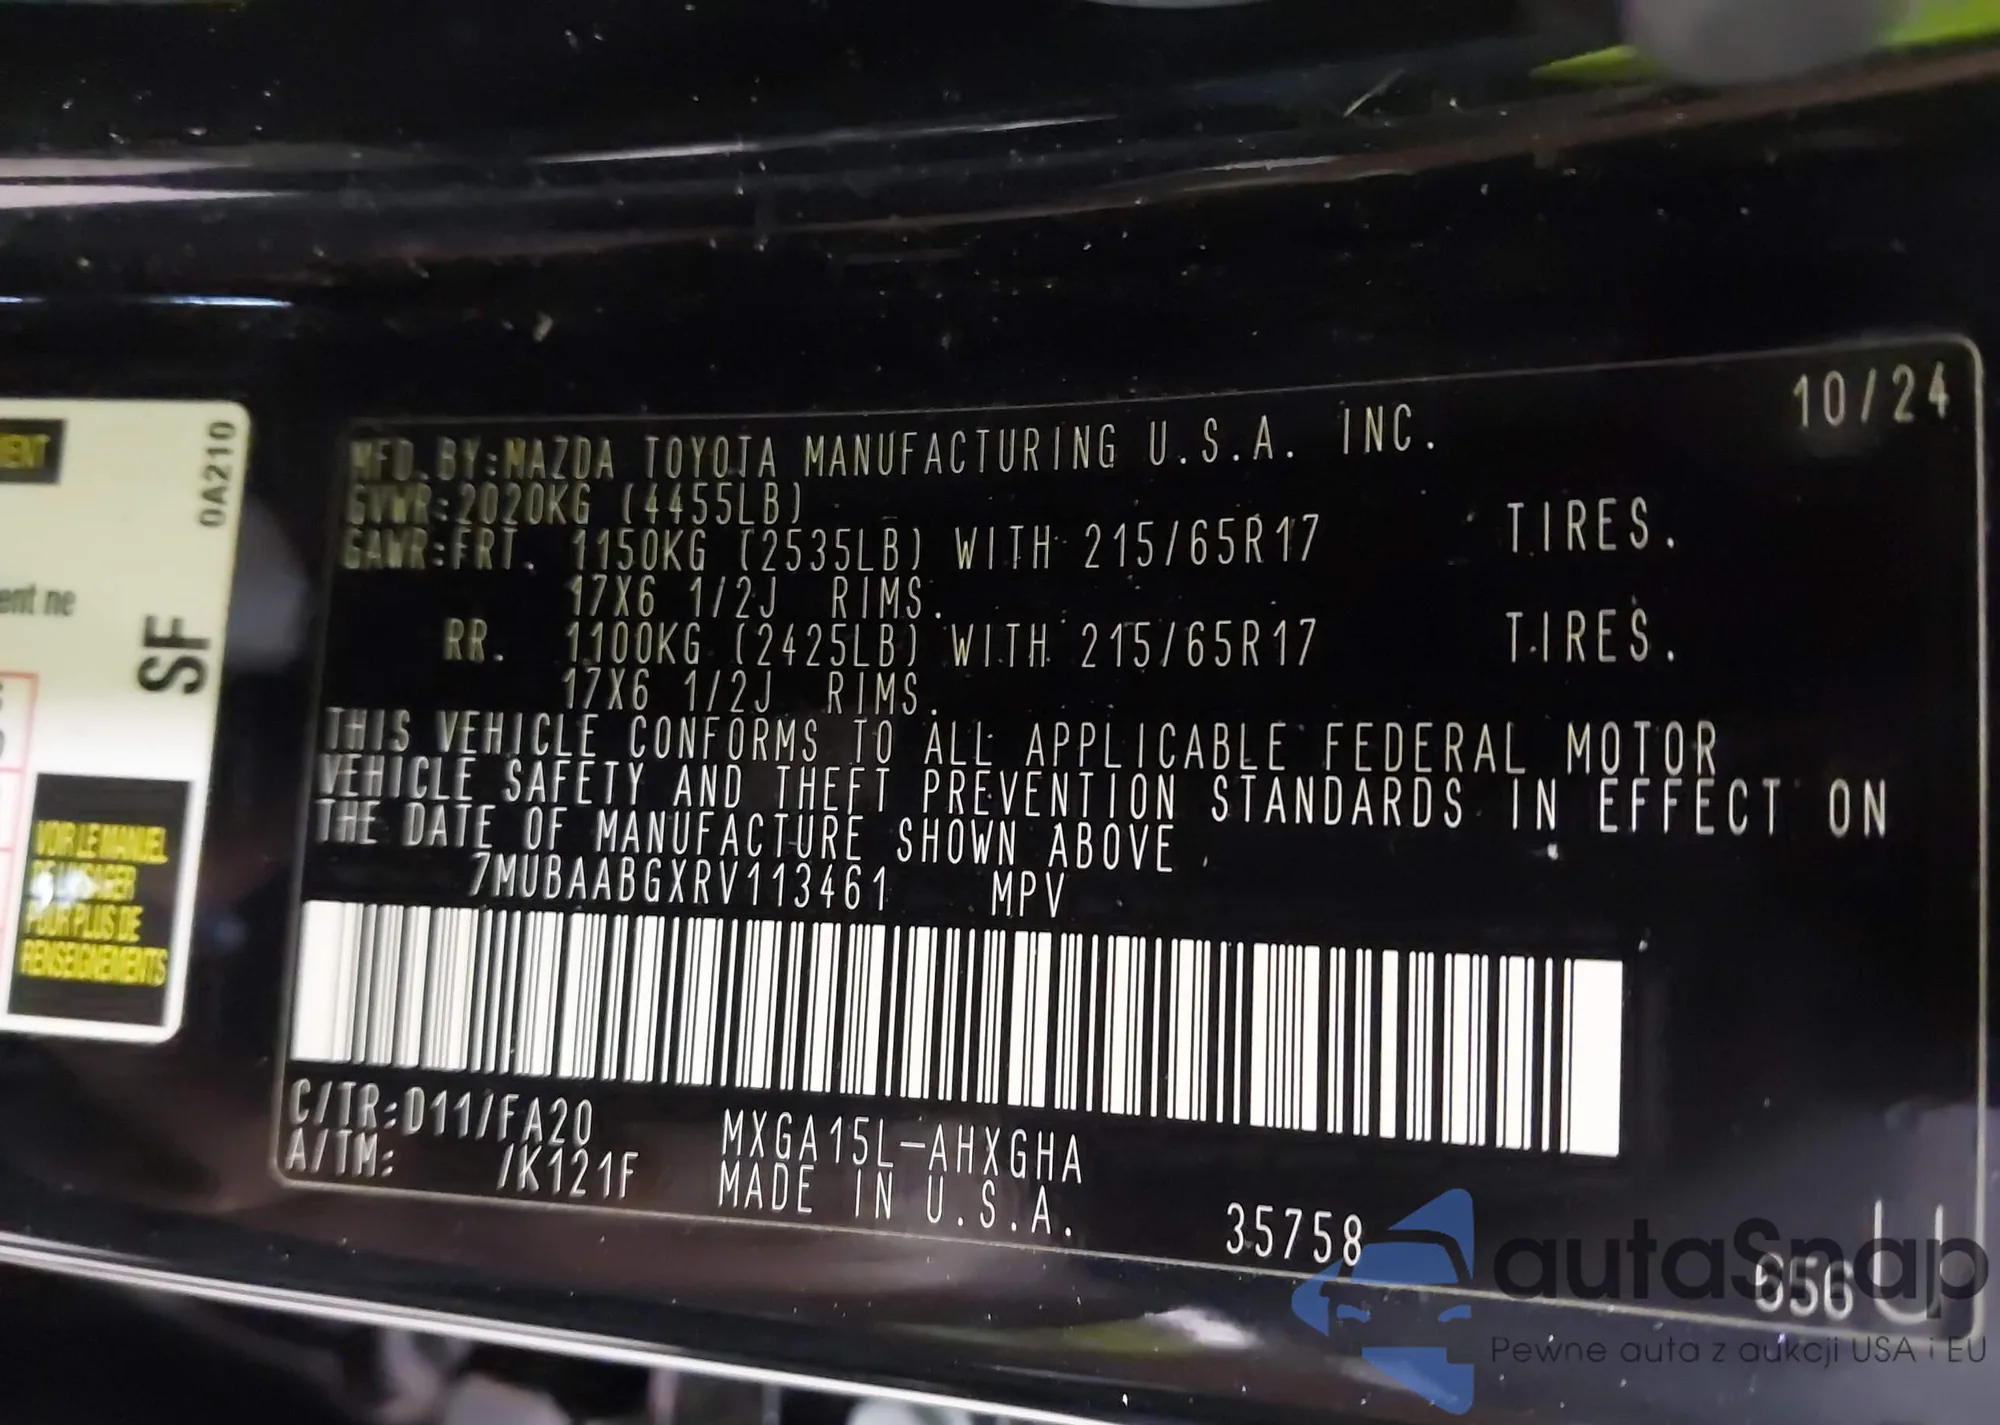 10/24
MFD.BY:MAZDA TOYOTA MANUFACTURING U.S.A. INC.
GVWR:2020KG (4455LB)
GAWR:FRT. 1150KG (2535LB) WITH 215/65R17 TIRES.
17X6 1/2J RIMS.
RR. 1100KG (2425LB) WITH 215/65R17 TIRES.
17X6 1/2J RIMS.
THIS VEHICLE CONFORMS TO ALL APPLICABLE FEDERAL MOTOR
VEHICLE SAFETY AND THEFT PREVENTION STANDARDS IN EFFECT ON
THE DATE OF MANUFACTURE SHOWN ABOVE.
7MUBAABGXRV113461 MPV
C/TR:D11/FA20 MXGA15L-AHXGHA
A/TM: /K121F MADE IN U.S.A.
35758
0A210
SF
ent ne
VOIR LE MANUEL
POUR PLUS DE
RENSEIGNEMENTS
autoSnap
Pewne auta z aukcji USA i EU